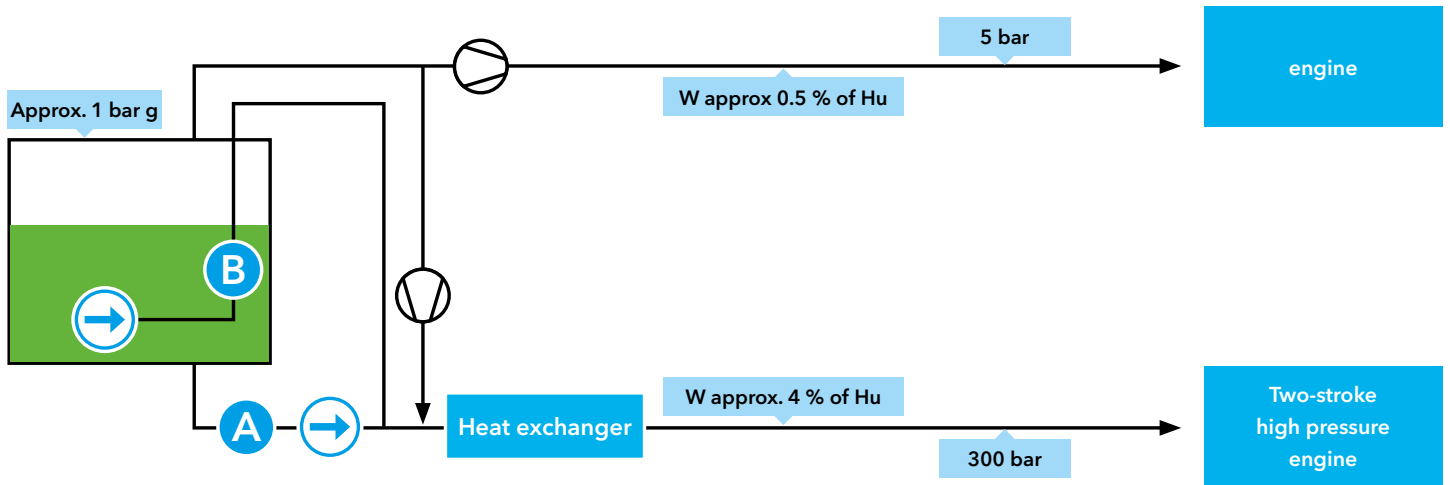 5 bar
engine
W approx 0.5 % of Hu
Approx. 1 bar g
B
A
Heat exchanger
W approx. 4 % of Hu
300 bar
Two-stroke
high pressure
engine